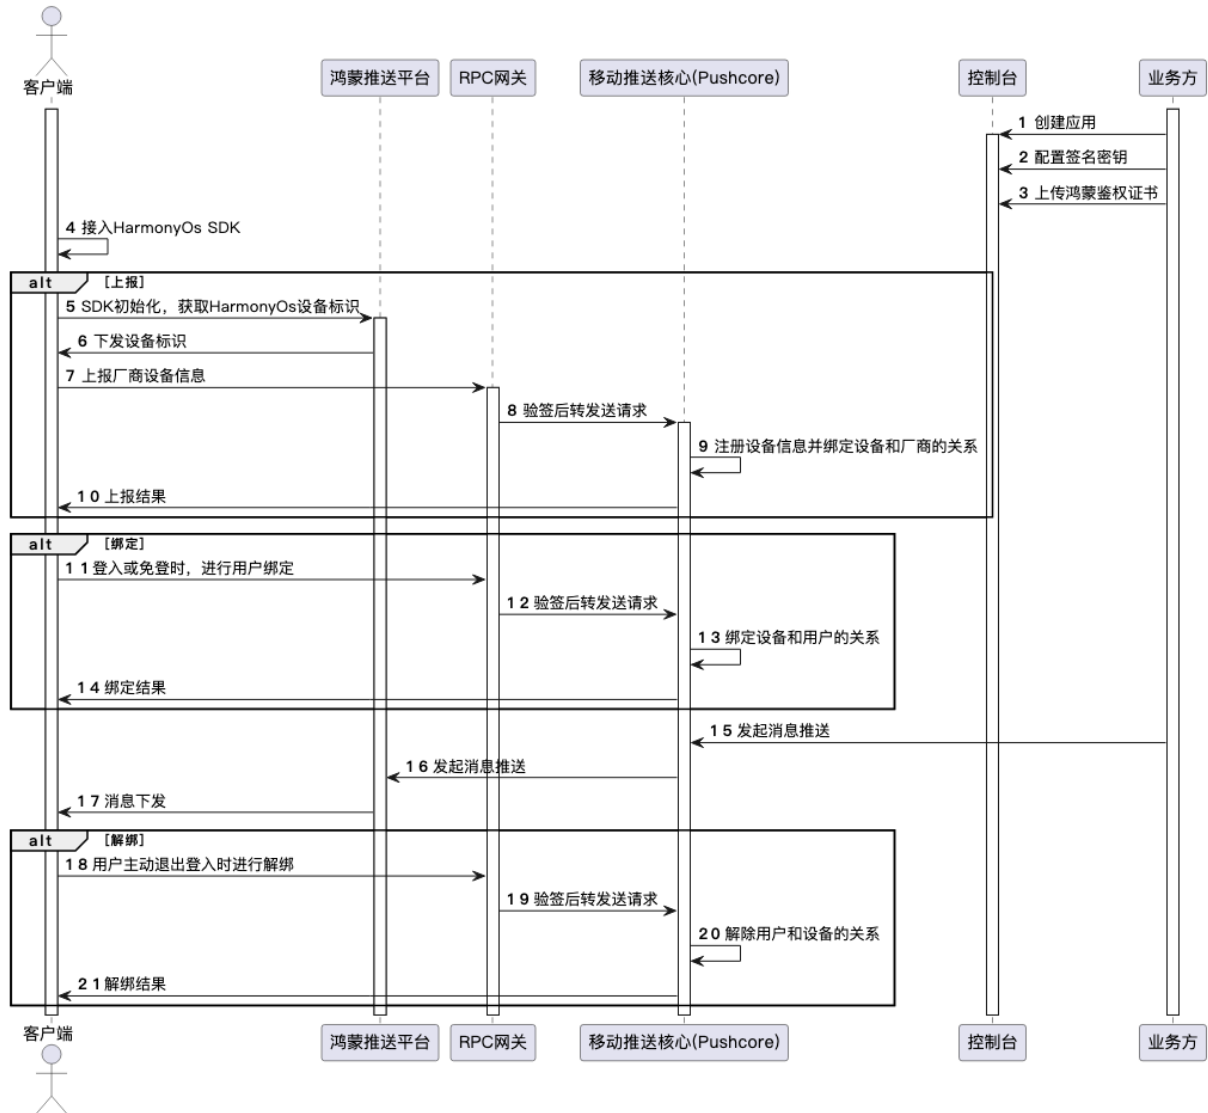 客户端
鸿蒙推送平台
RPC网关
移动推送核心(Pushcore)
控制台
业务方
1 创建应用
2 配置签名密钥
3 上传鸿蒙鉴权证书
4 接入HarmonyOs SDK
alt [上报]
5 SDK初始化，获取HarmonyOs设备标识
6 下发设备标识
7 上报厂商设备信息
8 验签后转发送请求
9 注册设备信息并绑定设备和厂商的关系
10 上报结果
alt [绑定]
11 登入或免登时，进行用户绑定
12 验签后转发送请求
13 绑定设备和用户的关系
14 绑定结果
15 发起消息推送
16 发起消息推送
17 消息下发
alt [解绑]
18 用户主动退出登入时进行解绑
19 验签后转发送请求
20 解除用户和设备的关系
21 解绑结果
客户端
鸿蒙推送平台
RPC网关
移动推送核心(Pushcore)
控制台
业务方